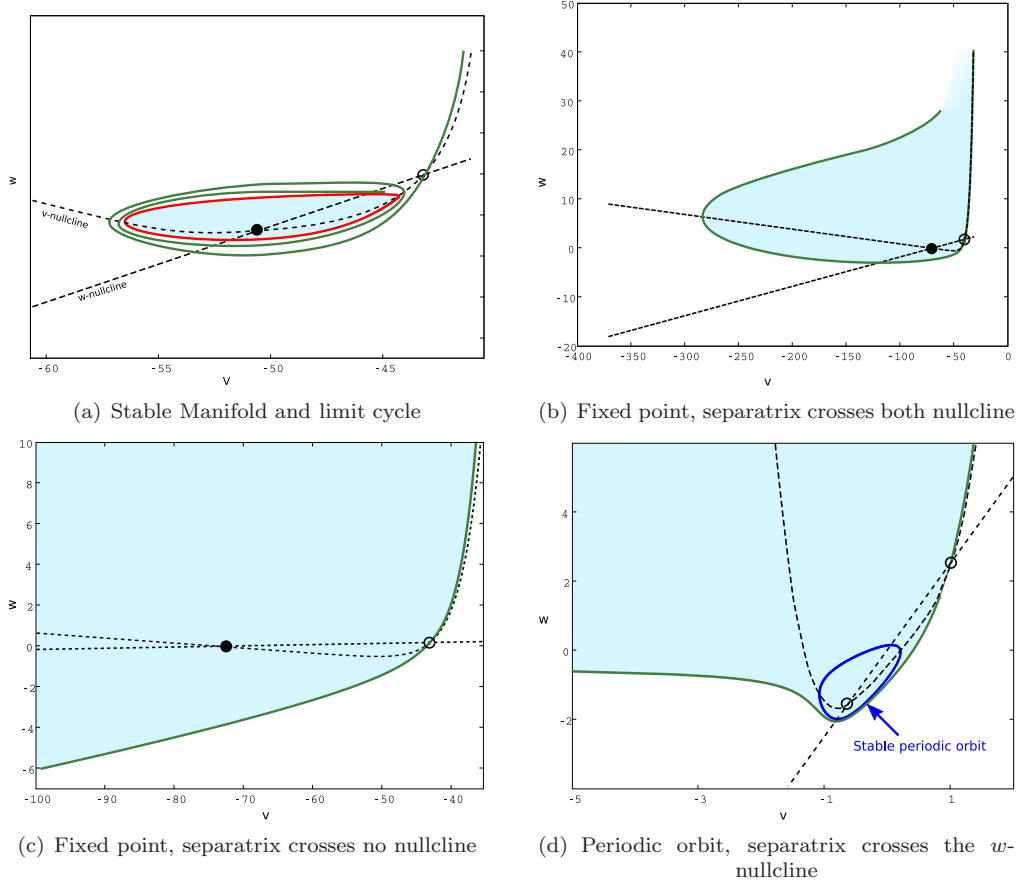 w
v-nullcline
w-nullcline
-60 -55 -50 -45
V
(a) Stable Manifold and limit cycle
50
40
30
20
10
0
-10
-20
w
-400 -350 -300 -250 -200 -150 -100 -50 0
v
(b) Fixed point, separatrix crosses both nullcline
10
8
6
4
2
0
-2
-4
-6
w
-100 -90 -80 -70 -60 -50 -40
v
(c) Fixed point, separatrix crosses no nullcline
4
2
0
-2
w
Stable periodic orbit
-5 -3 -1 1
v
(d) Periodic orbit, separatrix crosses the w-
nullcline